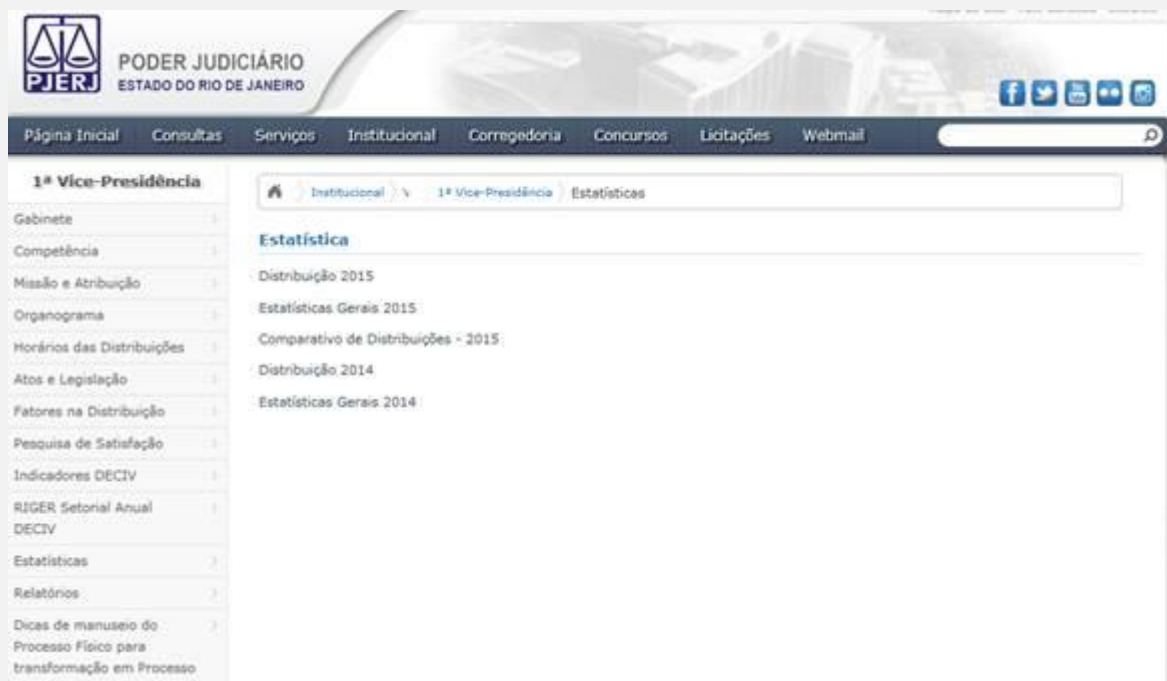 PJERJ
PODER JUDICIÁRIO
ESTADO DO RIO DE JANEIRO
Página Inicial Consultas Serviços Institucional Corregedoria Concursos Licitações Webmail
1ª Vice-Presidência
Gabinete
Competência
Missão e Atribuição
Organograma
Horários das Distribuições
Atos e Legislação
Fatores na Distribuição
Pesquisa de Satisfação
Indicadores DECIV
RIGER Setorial Anual
DECIV
Estatísticas
Relatórios
Dicas de manuseio do
Processo Físico para
transformação em Processo
Institucional 1ª Vice-Presidência Estatísticas
Estatística
Distribuição 2015
Estatísticas Gerais 2015
Comparativo de Distribuições - 2015
Distribuição 2014
Estatísticas Gerais 2014